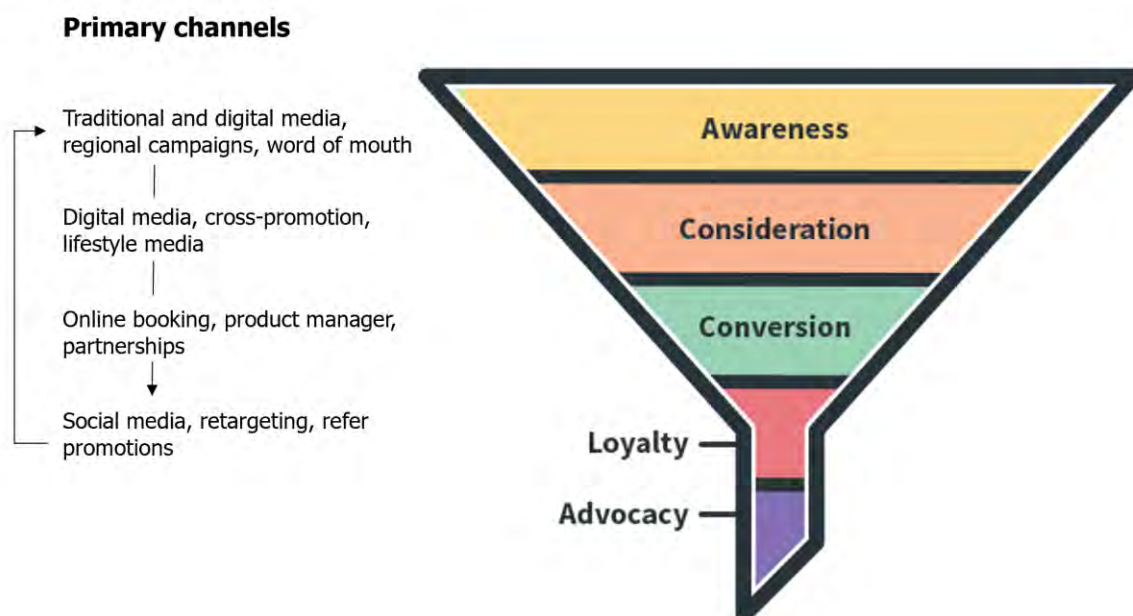 Primary channels
Traditional and digital media,
regional campaigns, word of mouth
Digital media, cross-promotion,
lifestyle media
Online booking, product manager,
partnerships
Social media, retargeting, refer
promotions
Awareness
Consideration
Conversion
Loyalty
Advocacy